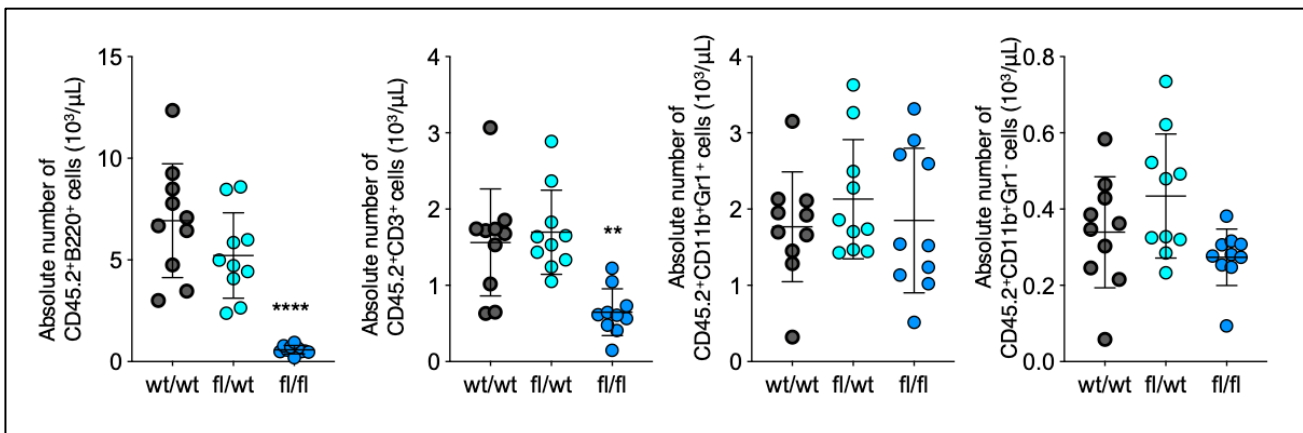 Absolute number of
CD45.2⁺B220⁺ cells (10³/µL)
15
10
5
0
****
wt/wt fl/wt fl/fl
Absolute number of
CD45.2⁺CD3⁺ cells (10³/µL)
4
3
2
1
0
**
wt/wt fl/wt fl/fl
Absolute number of
CD45.2⁺CD11b⁺Gr1⁺ cells (10³/µL)
4
3
2
1
0
wt/wt fl/wt fl/fl
Absolute number of
CD45.2⁺CD11b⁺Gr1⁻ cells (10³/µL)
0.8
0.6
0.4
0.2
0.0
wt/wt fl/wt fl/fl